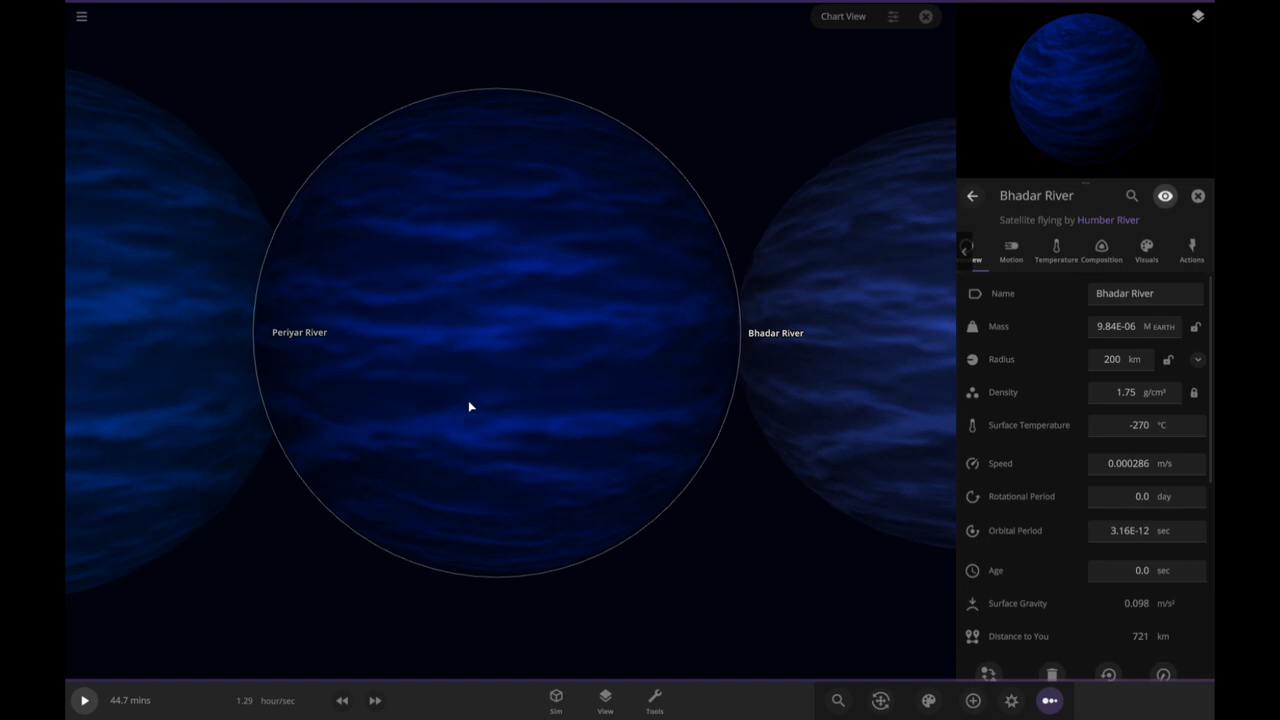 Chart View
Bhadar River
Satellite flying by Humber River
Motion
Temperature
Composition
Visuals
Actions
Name
Bhadar River
Mass
9.84E-06 M EARTH
Radius
200 km
Density
1.75 g/cm³
Surface Temperature
-270 °C
Speed
0.000286 m/s
Rotational Period
0.0 day
Orbital Period
3.16E-12 sec
Age
0.0 sec
Surface Gravity
0.098 m/s²
Distance to You
721 km
Periyar River
Bhadar River
44.7 mins
1.29 hour/sec
Sim
View
Tools